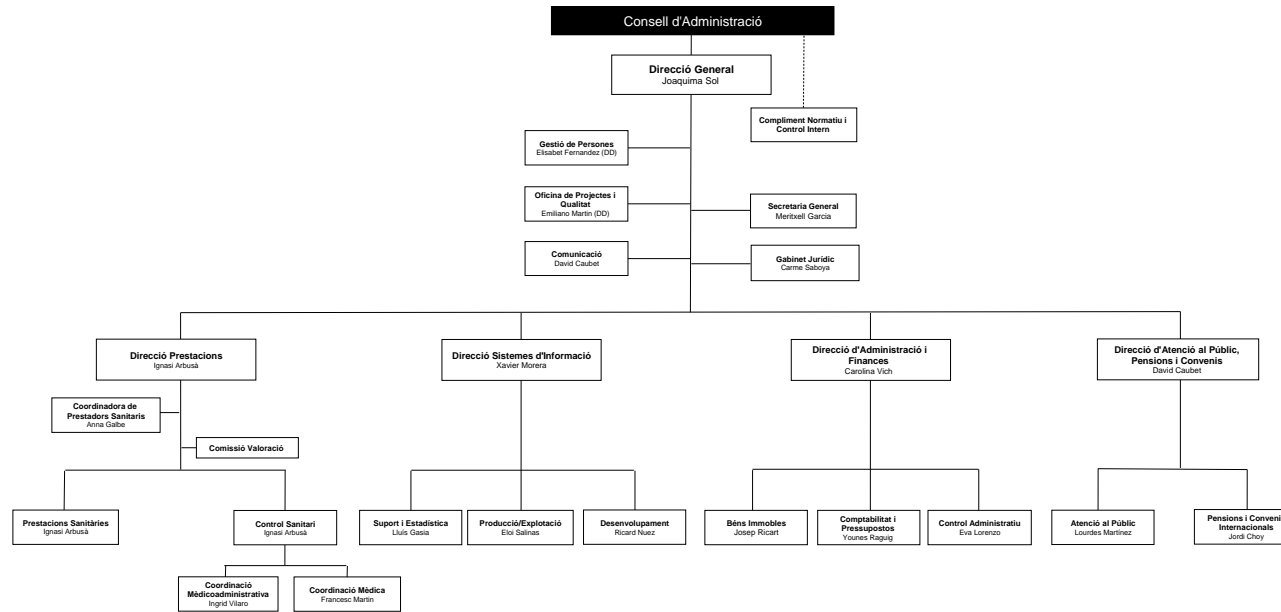 Consell d'Administració
Direcció General
Joaquima Sol
Compliment Normatiu i
Control Intern
Gestió de Persones
Elisabet Fernandez (DD)
Oficina de Projectes i
Qualitat
Emiliano Martin (DD)
Secretaria General
Meritxell Garcia
Comunicació
David Caubet
Gabinet Jurídic
Carme Saboya
Direcció Prestacions
Ignasi Arbusà
Direcció Sistemes d'Informació
Xavier Morera
Direcció d'Administració i
Finances
Carolina Vich
Direcció d'Atenció al Públic,
Pensions i Convenis
David Caubet
Coordinadora de
Prestadors Sanitaris
Anna Galbe
Comissió Valoració
Prestacions Sanitàries
Ignasi Arbusà
Control Sanitari
Ignasi Arbusà
Suport i Estadística
Lluís Gasia
Producció/Explotació
Eloi Salinas
Desenvolupament
Ricard Nuez
Béns Immobles
Josep Ricart
Comptabilitat i
Pressupostos
Younes Raguig
Control Administratiu
Eva Lorenzo
Atenció al Públic
Lourdes Martínez
Pensions i Conveni
Internacionals
Jordi Choy
Coordinació
Mèdicoadministrativa
Ingrid Vilaro
Coordinació Mèdica
Francesc Martin